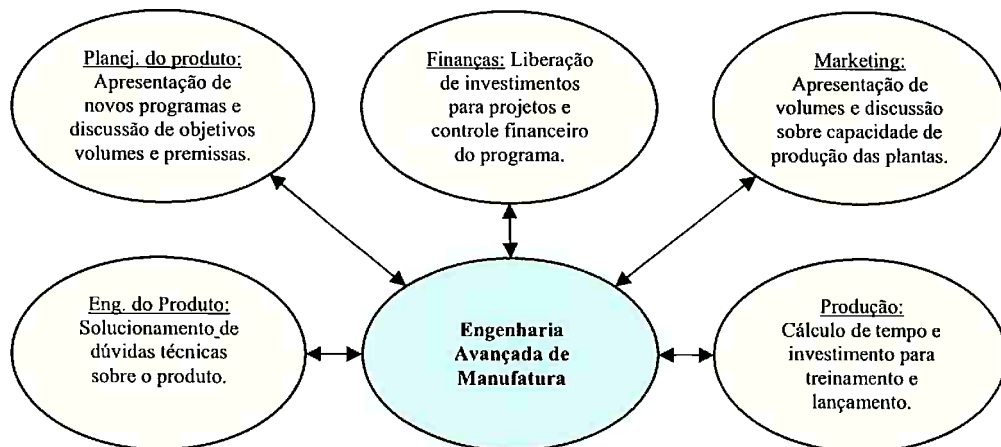 Planej. do produto:
Apresentação de
novos programas e
discussão de objetivos
volumes e premissas.
Finanças: Liberação
de investimentos
para projetos e
controle financeiro
do programa.
Marketing:
Apresentação de
volumes e discussão
sobre capacidade de
produção das plantas.
Eng. do Produto:
Solucionamento de
dúvidas técnicas
sobre o produto.
Engenharia
Avançada de
Manufatura
Produção:
Cálculo de tempo e
investimento para
treinamento e
lançamento.